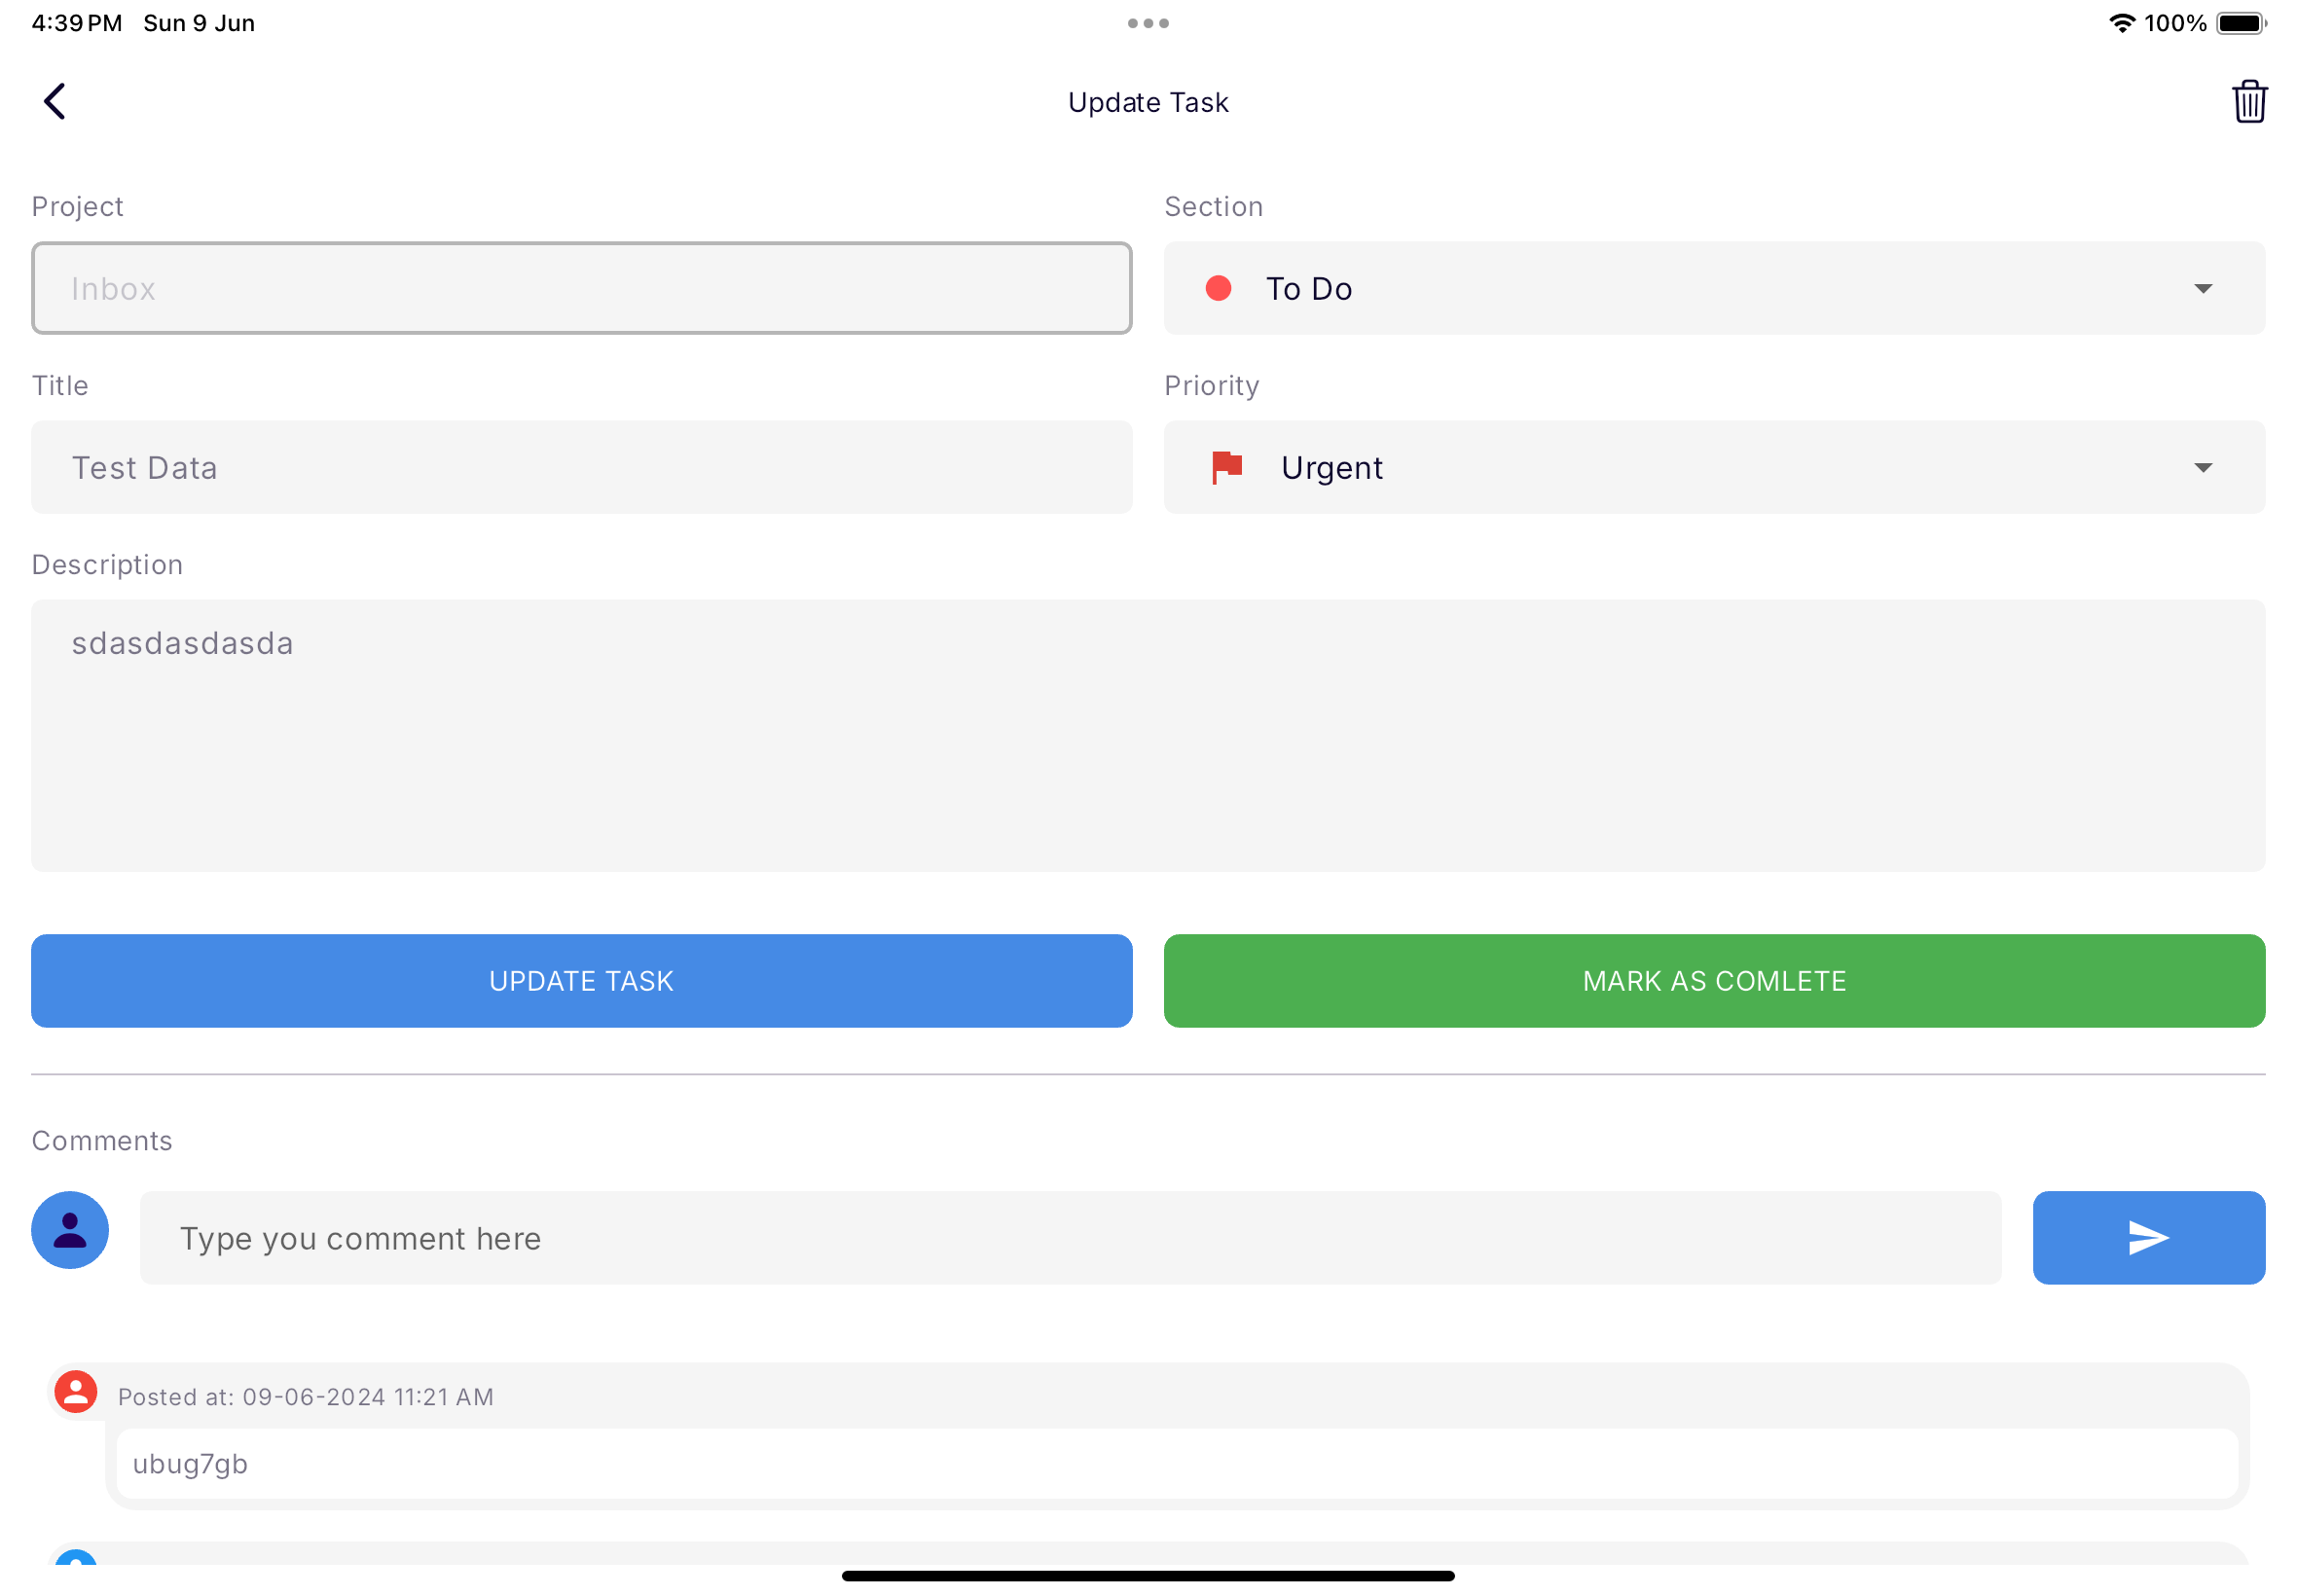 4:39 PM Sun 9 Jun 100%
Update Task
Project Section
Inbox To Do
Title Priority
Test Data Urgent
Description
sdasdasdasda
UPDATE TASK MARK AS COMLETE
Comments
Type you comment here
Posted at: 09-06-2024 11:21 AM
ubug7gb